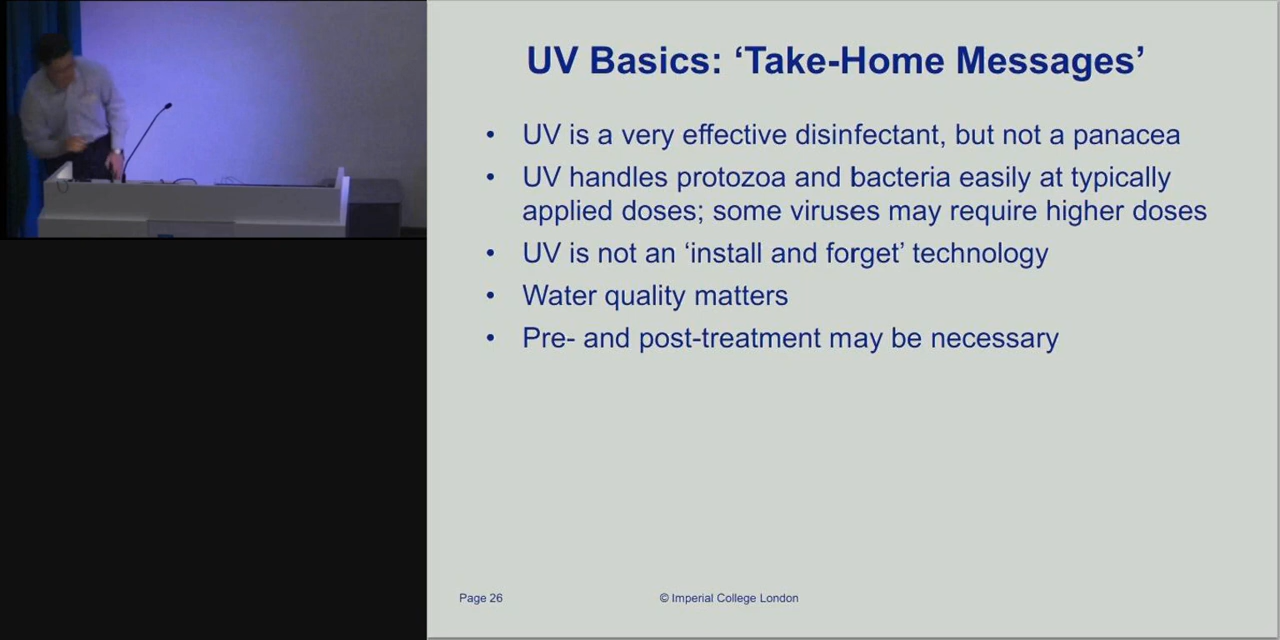 UV Basics: ‘Take-Home Messages’
• UV is a very effective disinfectant, but not a panacea
• UV handles protozoa and bacteria easily at typically
applied doses; some viruses may require higher doses
• UV is not an ‘install and forget’ technology
• Water quality matters
• Pre- and post-treatment may be necessary
Page 26
© Imperial College London